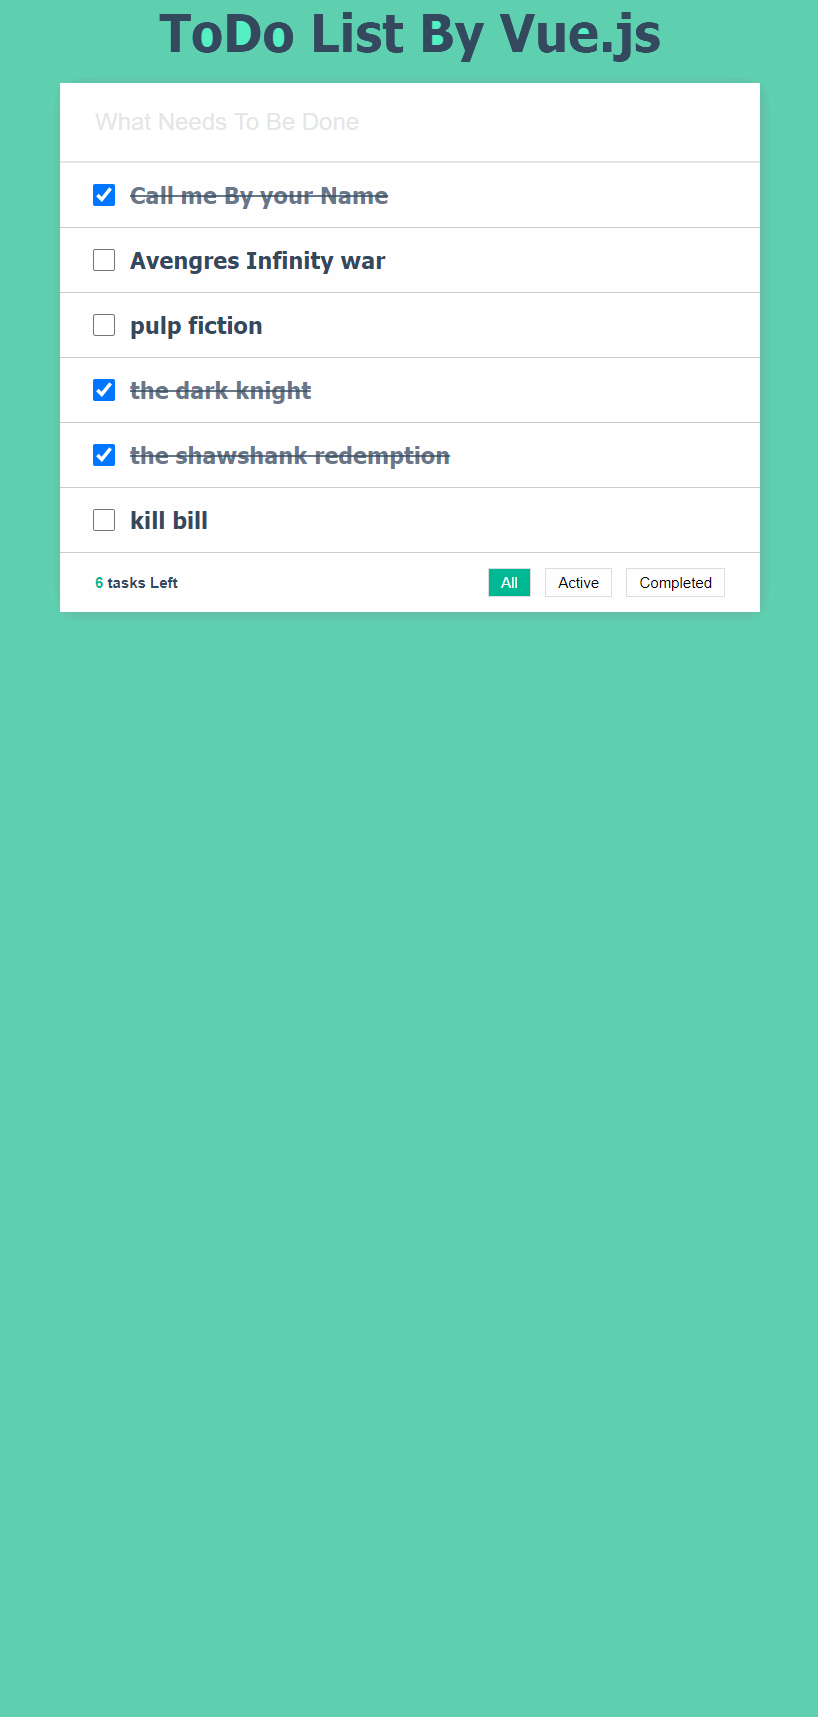 ToDo List By Vue.js
What Needs To Be Done
Call me By your Name
Avengres Infinity war
pulp fiction
the dark knight
the shawshank redemption
kill bill
6 tasks Left All Active Completed